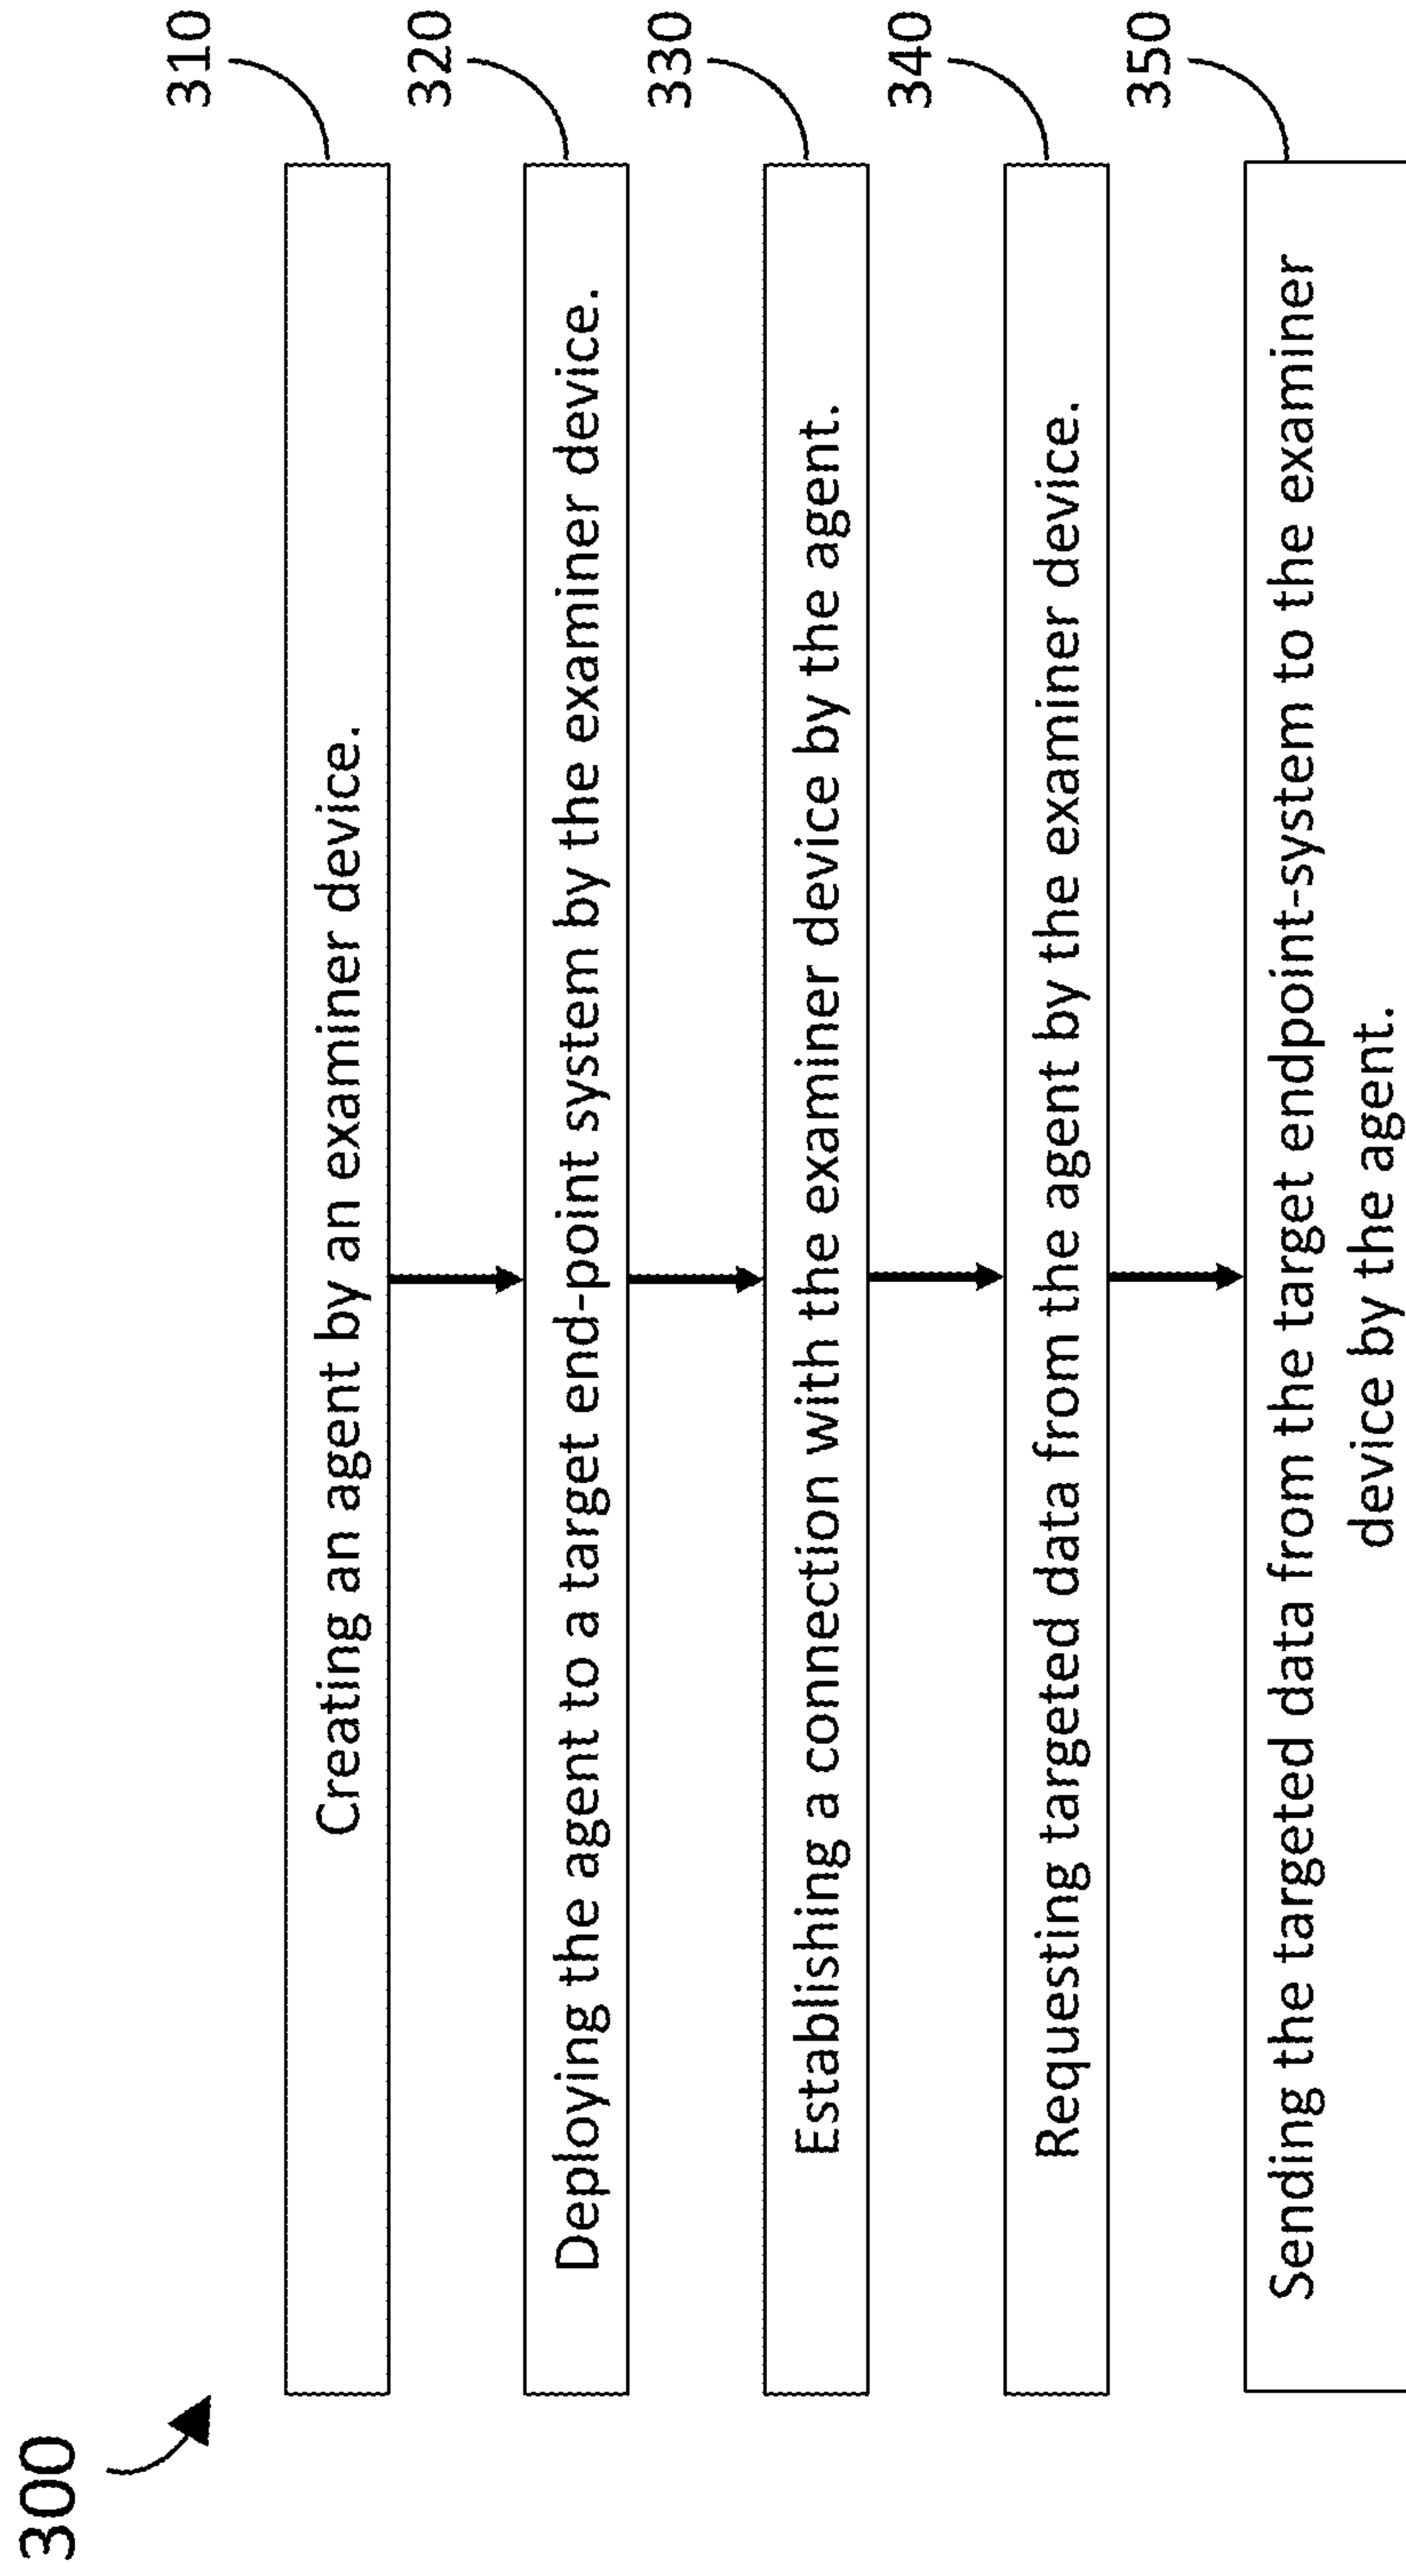 300
310
Creating an agent by an examiner device.
320
Deploying the agent to a target end-point system by the examiner device.
330
Establishing a connection with the examiner device by the agent.
340
Requesting targeted data from the agent by the examiner device.
350
Sending the targeted data from the target endpoint-system to the examiner
device by the agent.